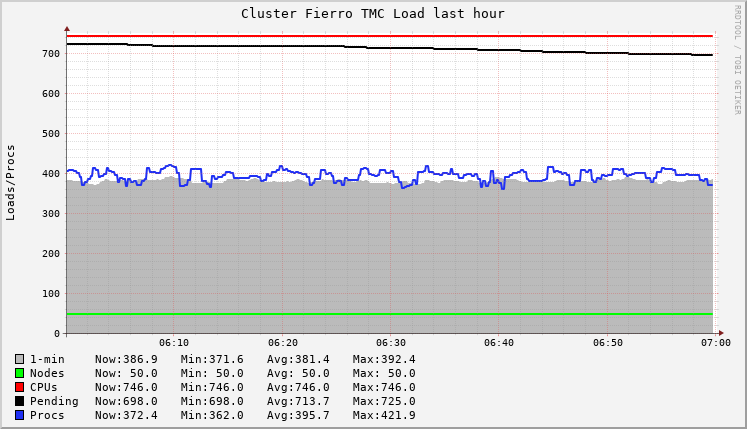 Cluster Fierro TMC Load last hour
RRDTOOL / TOBI OETIKER
Loads/Procs
700
600
500
400
300
200
100
0
06:10 06:20 06:30 06:40 06:50 07:00
1-min Now:386.9 Min:371.6 Avg:381.4 Max:392.4
Nodes Now: 50.0 Min: 50.0 Avg: 50.0 Max: 50.0
CPUs Now:746.0 Min:746.0 Avg:746.0 Max:746.0
Pending Now:698.0 Min:698.0 Avg:713.7 Max:725.0
Procs Now:372.4 Min:362.0 Avg:395.7 Max:421.9